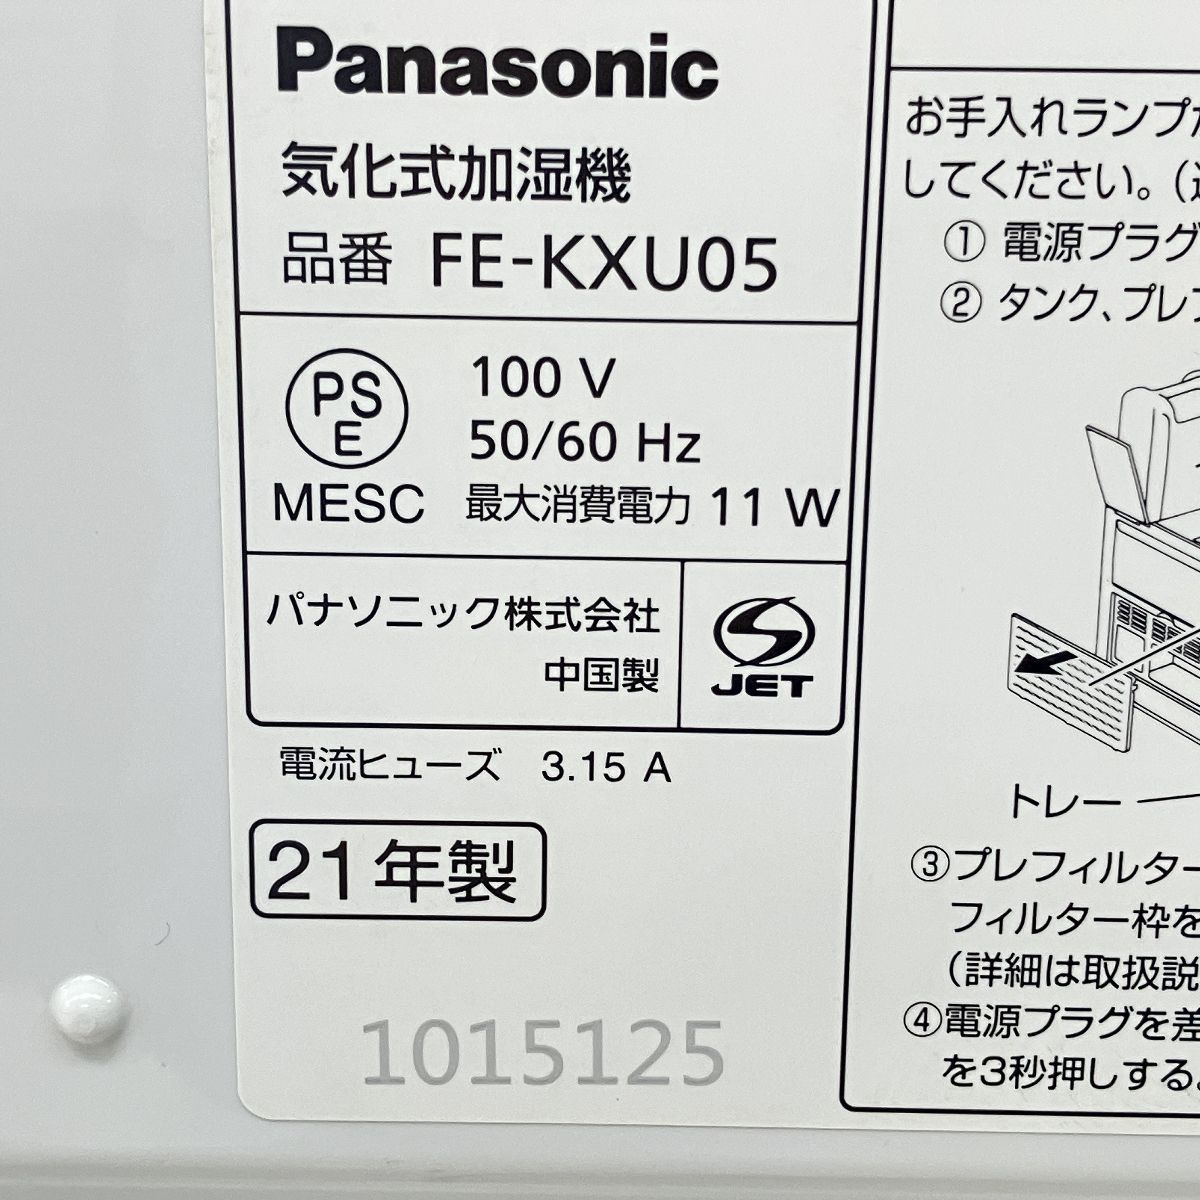 Panasonic
気化式加湿機
品番 FE-KXU05
PS
E
MESC
100 V
50/60 Hz
最大消費電力 11 W
パナソニック株式会社
中国製
JET
電流ヒューズ 3.15 A
21年製
1015125
お手入れランプ
してください。(
① 電源プラグ
② タンク、プレフ
トレー
③プレフィルター
フィルター枠を
(詳細は取扱説
④電源プラグを差
を3秒押しする